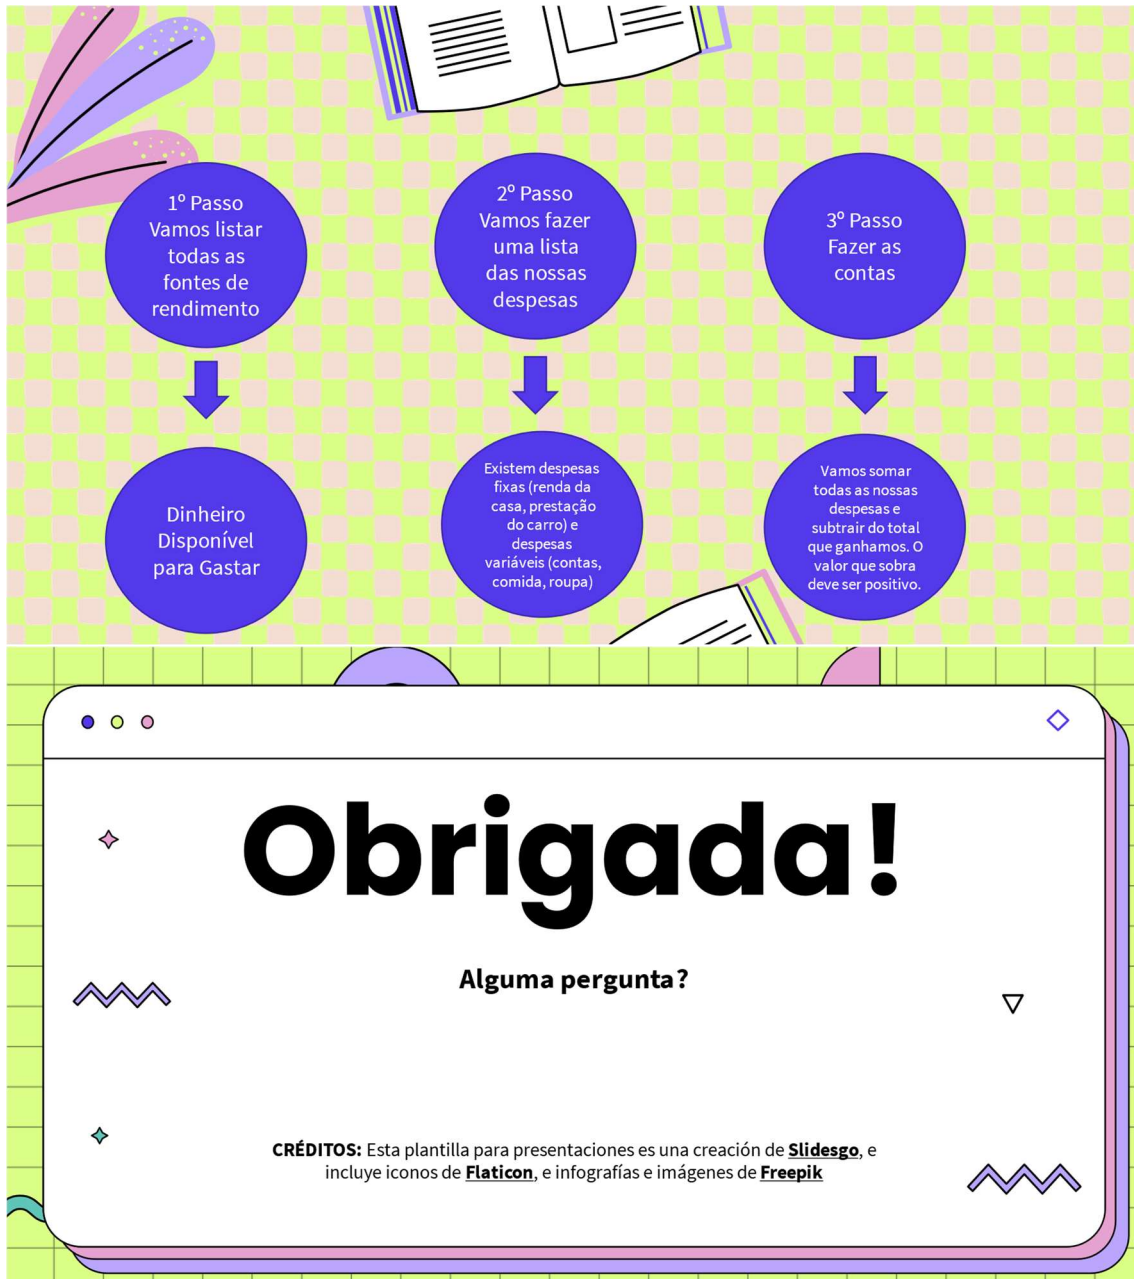 1º Passo
Vamos listar
todas as
fontes de
rendimento
2º Passo
Vamos fazer
uma lista
das nossas
despesas
3º Passo
Fazer as
contas
Dinheiro
Disponível
para Gastar
Existem despesas
fixas (renda da
casa, prestação
do carro) e
despesas
variáveis (contas,
comida, roupa)
Vamos somar
todas as nossas
despesas e
subtrair do total
que ganhamos. O
valor que sobra
deve ser positivo.
Obrigada!
Alguma pergunta?
CRÉDITOS: Esta plantilla para presentaciones es una creación de Slidesgo, e
incluye iconos de Flaticon, e infografías e imágenes de Freepik